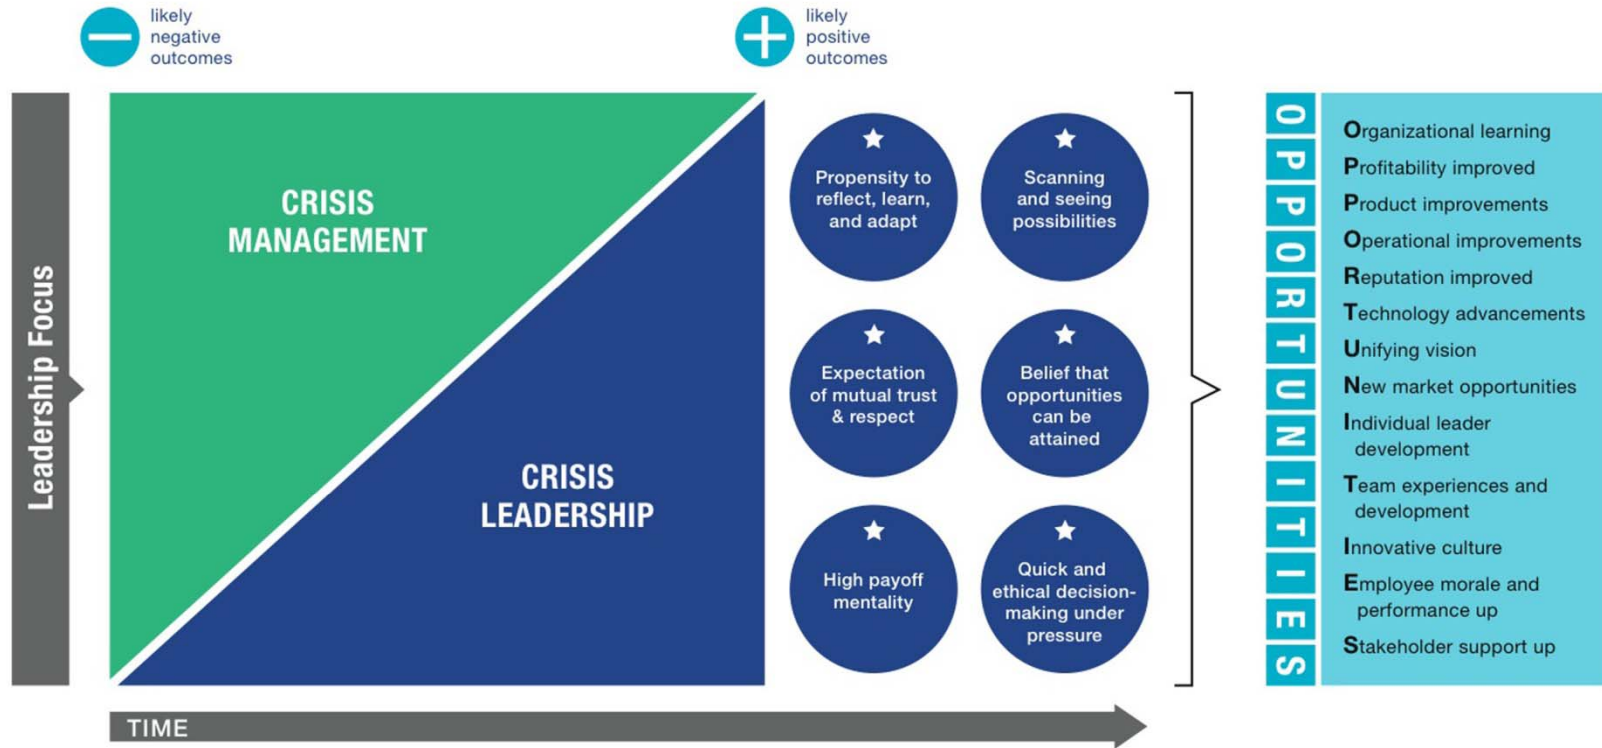 likely
negative
outcomes
likely
positive
outcomes
Leadership Focus
CRISIS
MANAGEMENT
CRISIS
LEADERSHIP
Propensity to
reflect, learn,
and adapt
Scanning
and seeing
possibilities
Expectation
of mutual trust
& respect
Belief that
opportunities
can be
attained
High payoff
mentality
Quick and
ethical decision-
making under
pressure
OPPORTUNITIES
Organizational learning
Profitability improved
Product improvements
Operational improvements
Reputation improved
Technology advancements
Unifying vision
New market opportunities
Individual leader
development
Team experiences and
development
Innovative culture
Employee morale and
performance up
Stakeholder support up
TIME